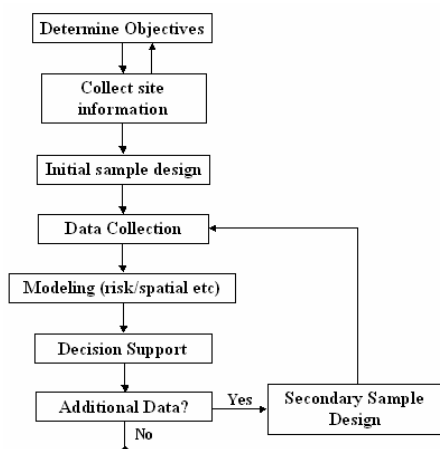 Determine Objectives
Collect site
information
Initial sample design
Data Collection
Modeling (risk/spatial etc)
Decision Support
Additional Data?
Yes
Secondary Sample
Design
No